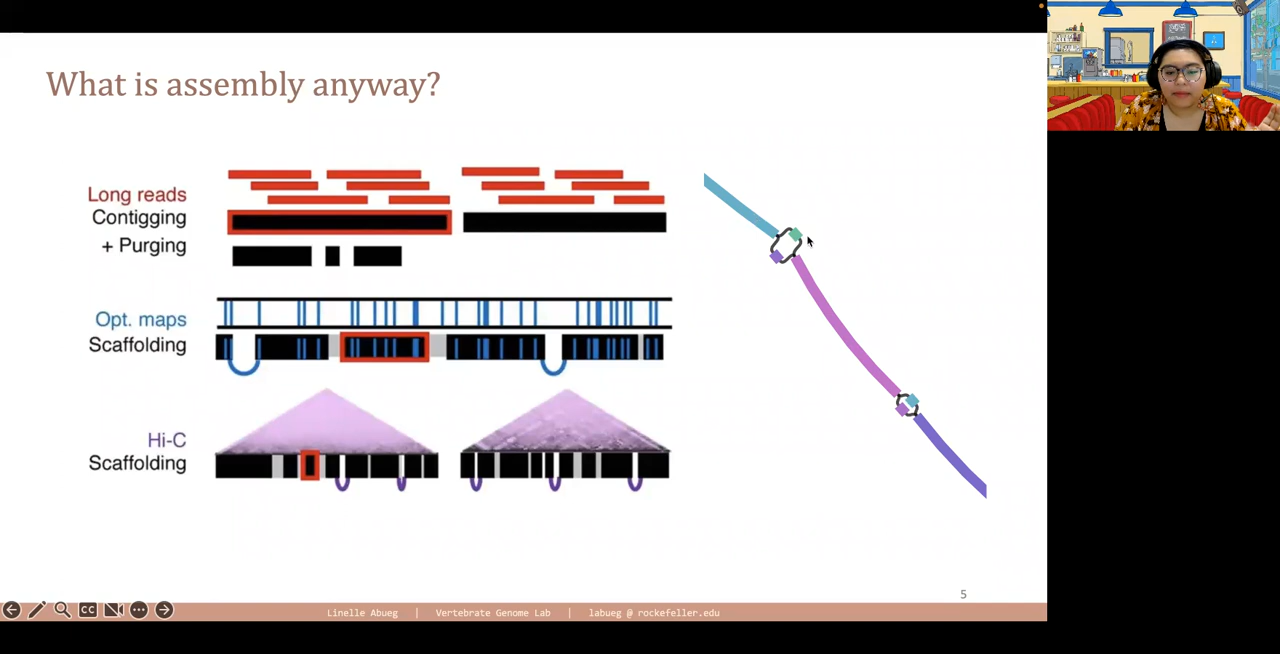 What is assembly anyway?
Long reads
Contigging
+ Purging
Opt. maps
Scaffolding
Hi-C
Scaffolding
5
CC
Linelle Abueg | Vertebrate Genome Lab | labueg @ rockefeller.edu